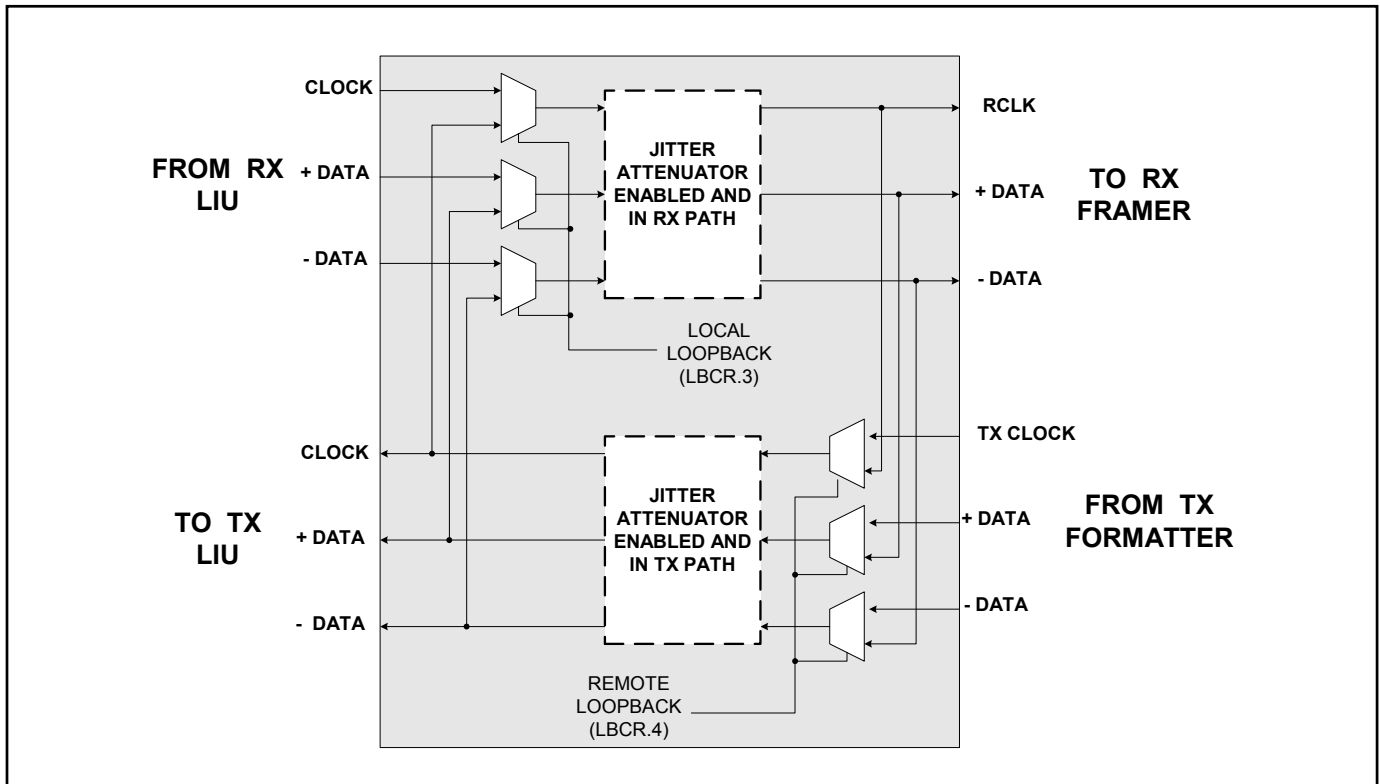 CLOCK
FROM RX
LIU
+ DATA
- DATA
JITTER
ATTENUATOR
ENABLED AND
IN RX PATH
RCLK
+ DATA
- DATA
TO RX
FRAMER
LOCAL
LOOPBACK
(LBCR.3)
CLOCK
TO TX
LIU
+ DATA
- DATA
JITTER
ATTENUATOR
ENABLED AND
IN TX PATH
TX CLOCK
+ DATA
- DATA
FROM TX
FORMATTER
REMOTE
LOOPBACK
(LBCR.4)